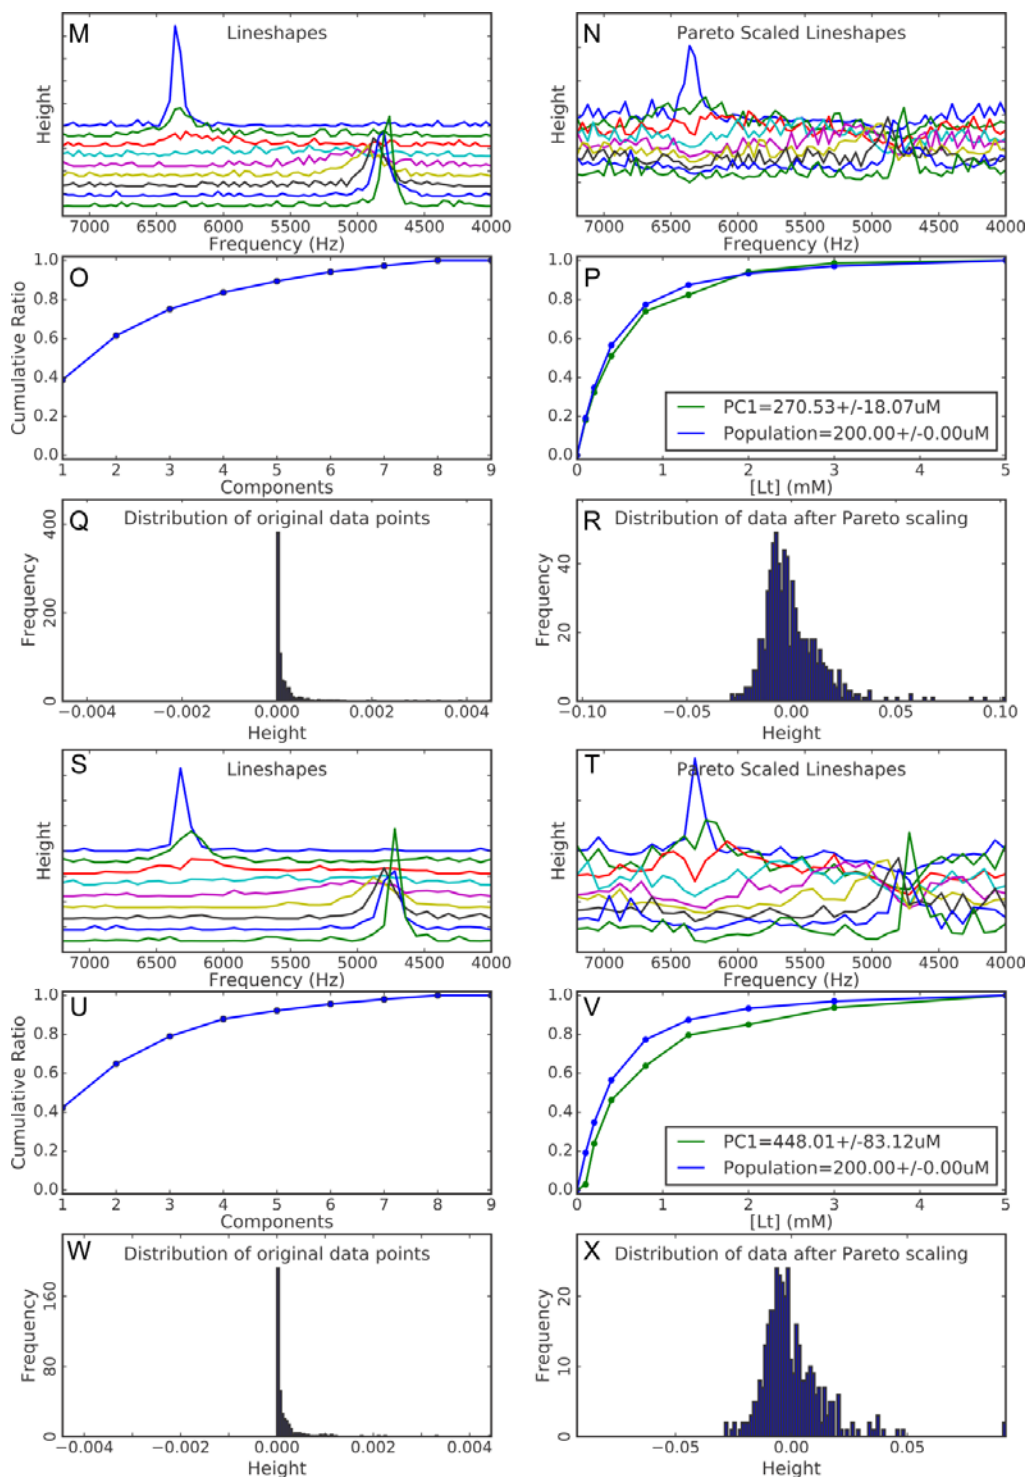 M Lineshapes
Height
7000 6500 6000 5500 5000 4500 4000
Frequency (Hz)
N Pareto Scaled Lineshapes
Height
7000 6500 6000 5500 5000 4500 4000
Frequency (Hz)
O
Cumulative Ratio
1.0
0.8
0.6
0.4
0.2
0.0
1 2 3 4 5 6 7 8 9
Components
P
1.0
0.8
0.6
0.4
0.2
0.0
PC1=270.53+/-18.07uM
Population=200.00+/-0.00uM
0 1 2 3 4 5
[Lt] (mM)
Q Distribution of original data points
Frequency
400
200
0
−0.004 −0.002 0.000 0.002 0.004
Height
R Distribution of data after Pareto scaling
Frequency
40
20
0
−0.10 −0.05 0.00 0.05 0.10
Height
S Lineshapes
Height
7000 6500 6000 5500 5000 4500 4000
Frequency (Hz)
T Pareto Scaled Lineshapes
Height
7000 6500 6000 5500 5000 4500 4000
Frequency (Hz)
U
Cumulative Ratio
1.0
0.8
0.6
0.4
0.2
0.0
1 2 3 4 5 6 7 8 9
Components
V
1.0
0.8
0.6
0.4
0.2
0.0
PC1=448.01+/-83.12uM
Population=200.00+/-0.00uM
0 1 2 3 4 5
[Lt] (mM)
W Distribution of original data points
Frequency
160
80
0
−0.004 −0.002 0.000 0.002 0.004
Height
X Distribution of data after Pareto scaling
Frequency
20
10
0
−0.05 0.00 0.05
Height